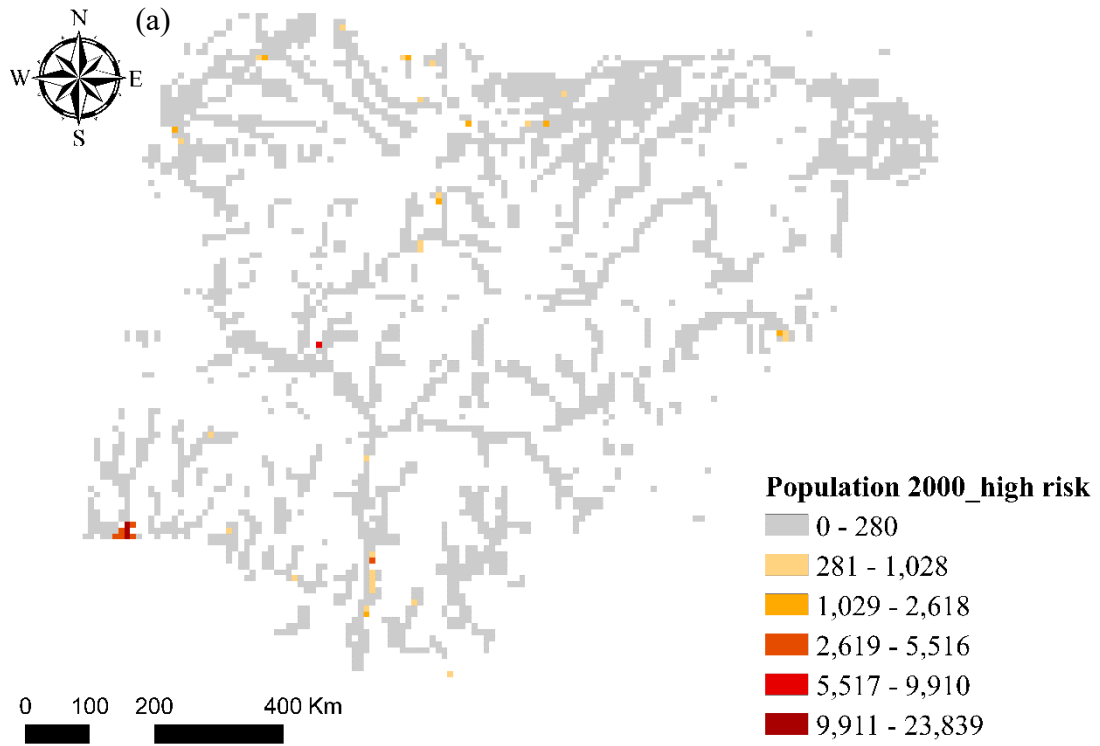 (a)
N
W E
S
Population 2000_high risk
0 - 280
281 - 1,028
1,029 - 2,618
2,619 - 5,516
5,517 - 9,910
9,911 - 23,839
0 100 200 400 Km